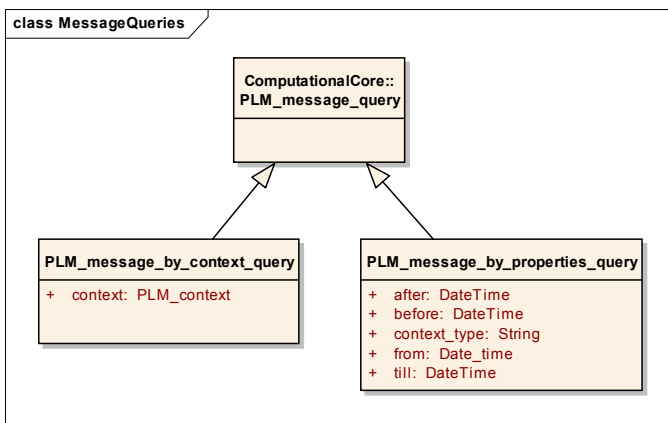 class MessageQueries
ComputationalCore::
PLM_message_query
PLM_message_by_context_query
+ context: PLM_context
PLM_message_by_properties_query
+ after: DateTime
+ before: DateTime
+ context_type: String
+ from: Date_time
+ till: DateTime